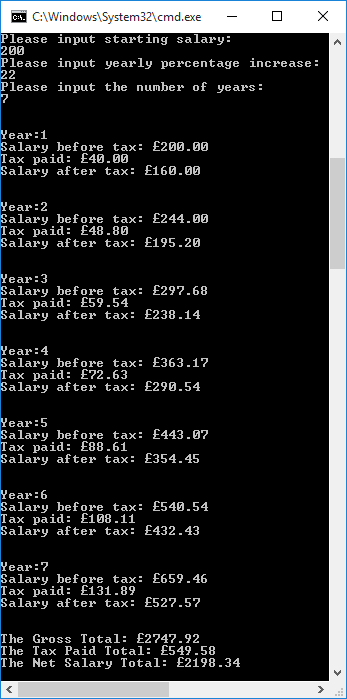 C:\Windows\System32\cmd.exe
Please input starting salary:
200
Please input yearly percentage increase:
22
Please input the number of years:
7
Year:1
Salary before tax: £200.00
Tax paid: £40.00
Salary after tax: £160.00
Year:2
Salary before tax: £244.00
Tax paid: £48.80
Salary after tax: £195.20
Year:3
Salary before tax: £297.68
Tax paid: £59.54
Salary after tax: £238.14
Year:4
Salary before tax: £363.17
Tax paid: £72.63
Salary after tax: £290.54
Year:5
Salary before tax: £443.07
Tax paid: £88.61
Salary after tax: £354.45
Year:6
Salary before tax: £540.54
Tax paid: £108.11
Salary after tax: £432.43
Year:7
Salary before tax: £659.46
Tax paid: £131.89
Salary after tax: £527.57
The Gross Total: £2747.92
The Tax Paid Total: £549.58
The Net Salary Total: £2198.34